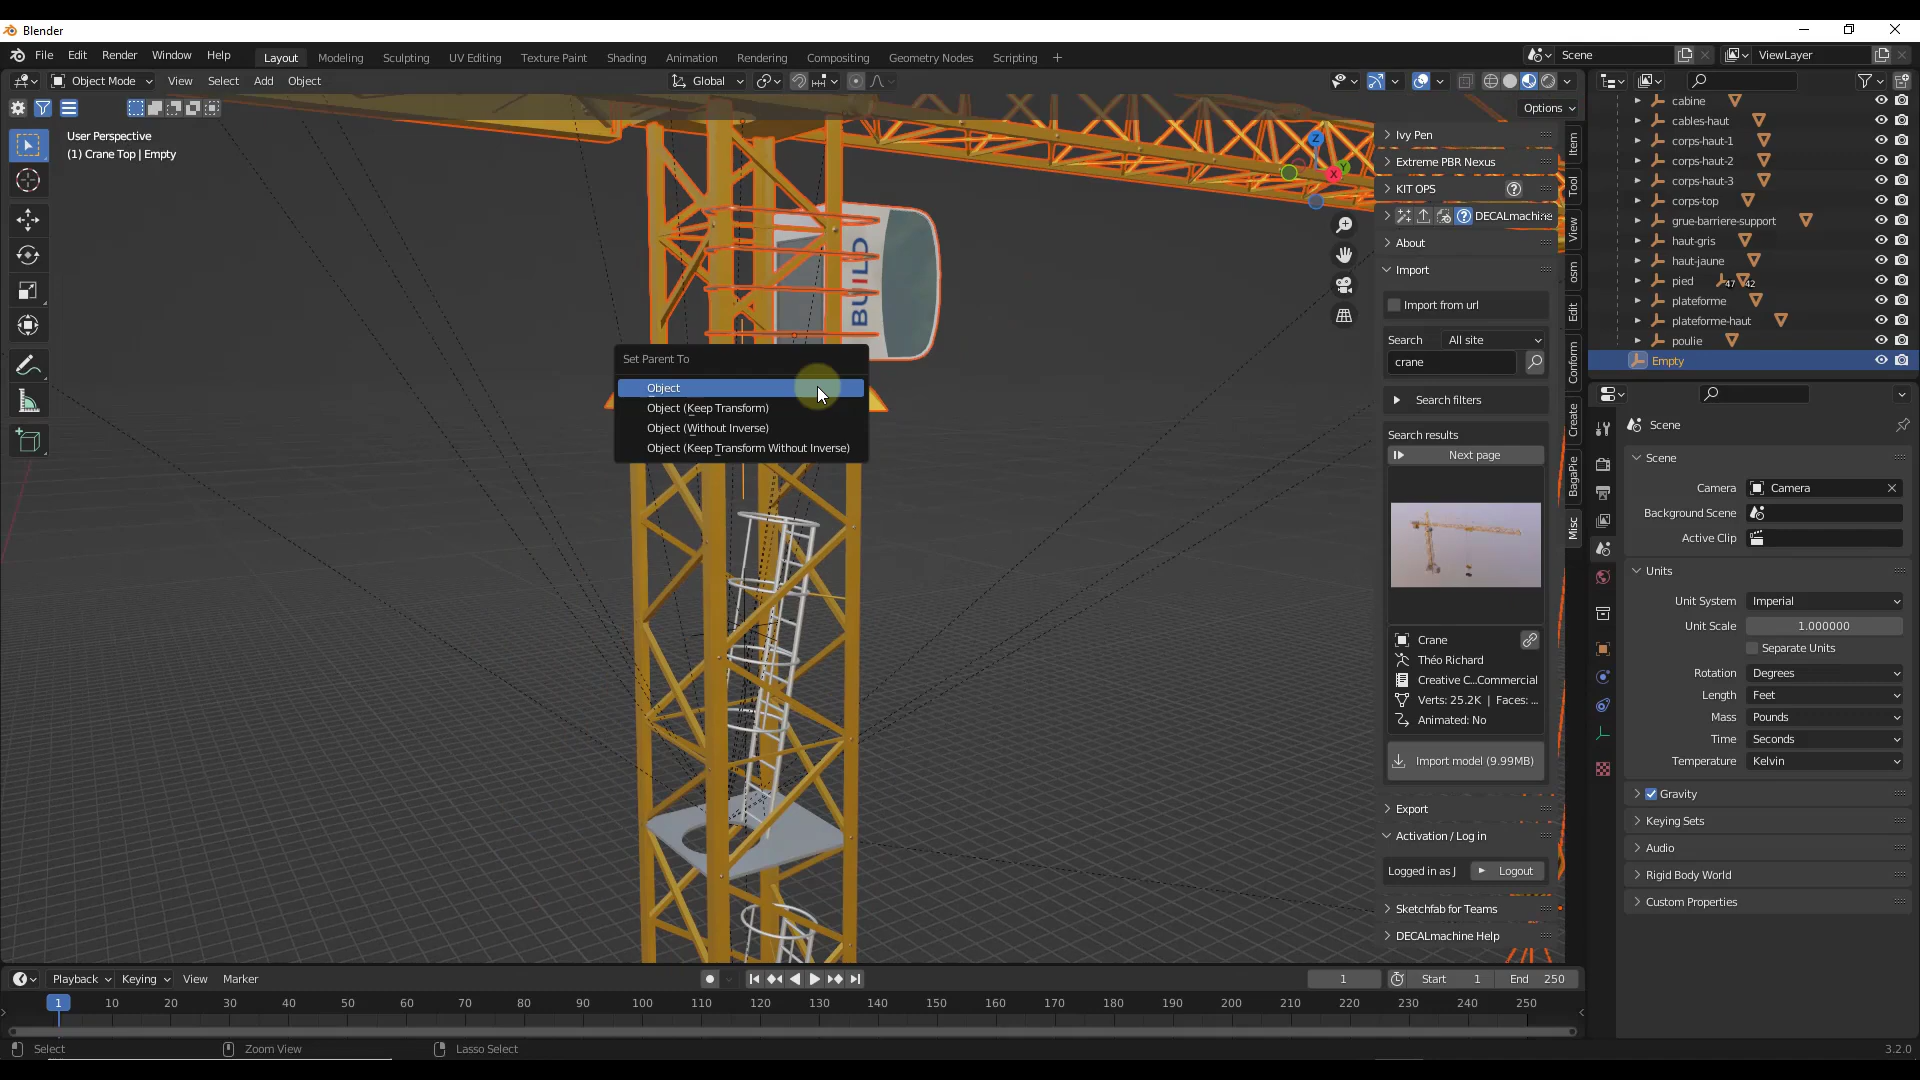 Blender
File Edit Render Window Help
Layout Modeling Sculpting UV Editing Texture Paint Shading Animation Rendering Compositing Geometry Nodes Scripting +
Scene
ViewLayer
Object Mode View Select Add Object
Global
Options
User Perspective
(1) Crane Top | Empty
BUILD
Z
Y
X
Set Parent To
Object
Object (Keep Transform)
Object (Without Inverse)
Object (Keep Transform Without Inverse)
Ivy Pen
Extreme PBR Nexus
KIT OPS
DECALmachine
About
Import
Import from url
Search All site
crane
Search filters
Search results
Next page
Crane
Théo Richard
Creative C...Commercial
Verts: 25.2K | Faces: ...
Animated: No
Import model (9.99MB)
Export
Activation / Log in
Logged in as J
Logout
Sketchfab for Teams
DECALmachine Help
Item
Tool
View
osm
Edit
Conform
Create
BagaPie
Misc
cabine
cables-haut
corps-haut-1
corps-haut-2
corps-haut-3
corps-top
grue-barriere-support
haut-gris
haut-jaune
pied 47 42
plateforme
plateforme-haut
poulie
Empty
Scene
Scene
Camera Camera
Background Scene
Active Clip
Units
Unit System Imperial
Unit Scale 1.000000
Separate Units
Rotation Degrees
Length Feet
Mass Pounds
Time Seconds
Temperature Kelvin
Gravity
Keying Sets
Audio
Rigid Body World
Custom Properties
Playback Keying View Marker
1 Start 1 End 250
1 10 20 30 40 50 60 70 80 90 100 110 120 130 140 150 160 170 180 190 200 210 220 230 240 250
Select Zoom View Lasso Select
3.2.0